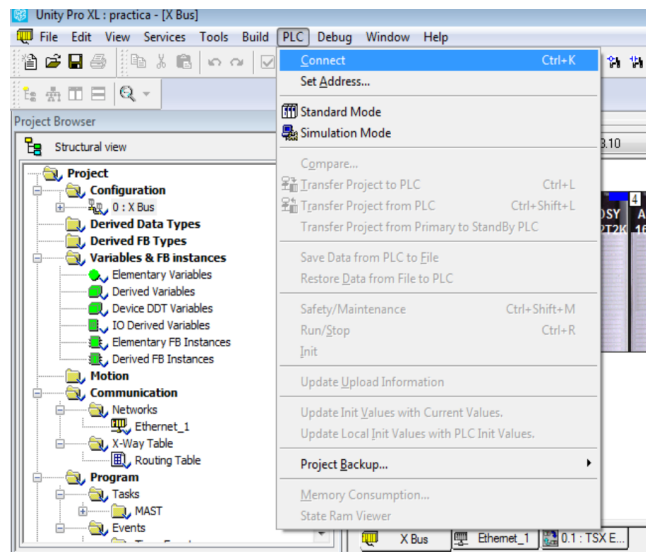 Unity Pro XL : practica - [X Bus]
File Edit View Services Tools Build PLC Debug Window Help
Connect Ctrl+K
Set Address...
Standard Mode
Simulation Mode
Compare...
Transfer Project to PLC Ctrl+L
Transfer Project from PLC Ctrl+Shift+L
Transfer Project from Primary to StandBy PLC
Save Data from PLC to File
Restore Data from File to PLC
Safety/Maintenance Ctrl+Shift+M
Run/Stop Ctrl+R
Init
Update Upload Information
Update Init Values with Current Values.
Update Local Init Values with PLC Init Values.
Project Backup...
Memory Consumption...
State Ram Viewer
Project Browser
Structural view
Project
Configuration
0 : X Bus
Derived Data Types
Derived FB Types
Variables & FB instances
Elementary Variables
Derived Variables
Device DDT Variables
IO Derived Variables
Elementary FB Instances
Derived FB Instances
Motion
Communication
Networks
Ethernet_1
X-Way Table
Routing Table
Program
Tasks
MAST
Events
3.10
4
X Bus
Ethernet_1
0.1 : TSX E...